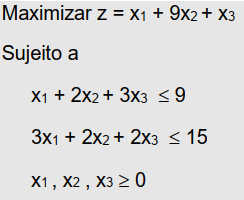 Maximizar z = x1 + 9x2 + x3
Sujeito a
x1 + 2x2 + 3x3 ≤ 9
3x1 + 2x2 + 2x3 ≤ 15
x1 , x2 , x3 ≥ 0